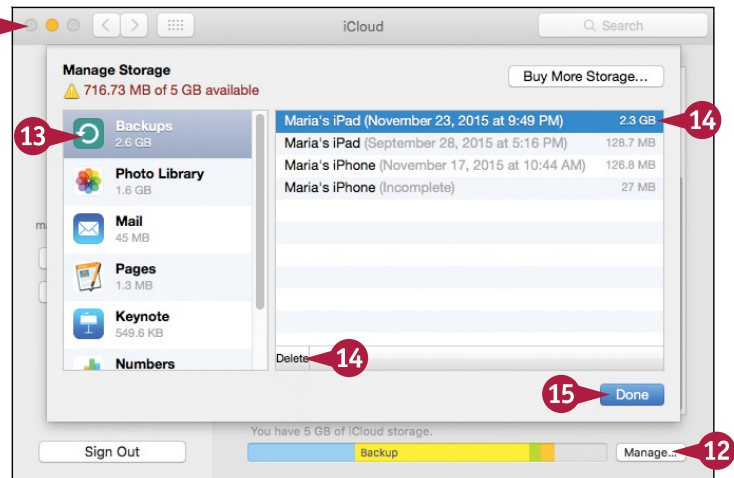 iCloud
Search
Manage Storage
716.73 MB of 5 GB available
Buy More Storage...
13
Backups
2.6 GB
Photo Library
1.6 GB
Mail
45 MB
Pages
1.3 MB
Keynote
549.6 KB
Numbers
Maria's iPad (November 23, 2015 at 9:49 PM) 2.3 GB
14
Maria's iPad (September 28, 2015 at 5:16 PM) 128.7 MB
Maria's iPhone (November 17, 2015 at 10:44 AM) 126.8 MB
Maria's iPhone (Incomplete) 27 MB
Delete
14
15
Done
You have 5 GB of iCloud storage.
Sign Out
Backup
Manage...
12